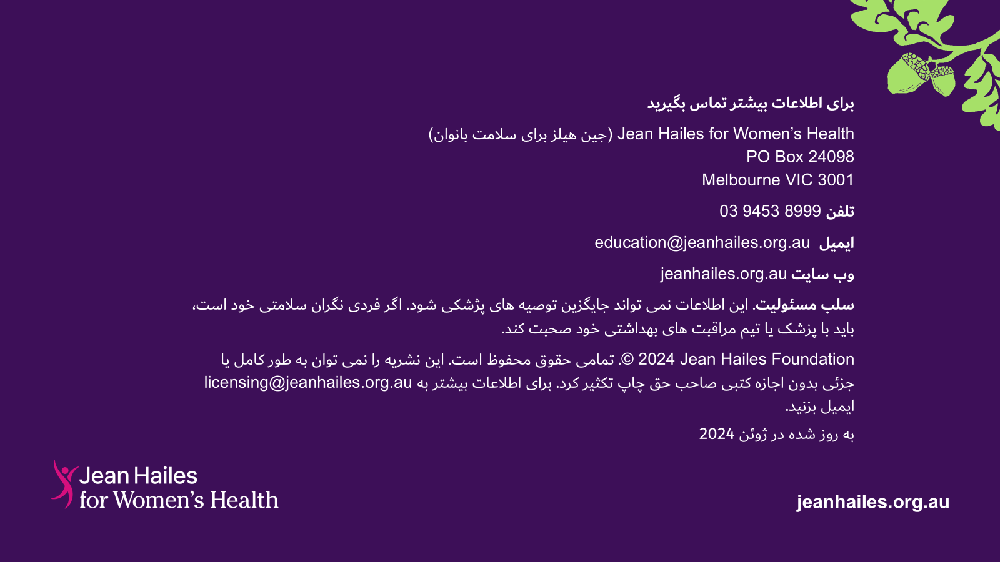 برای اطلاعات بیشتر تماس بگیرید
Jean Hailes for Women’s Health (جین هیلز برای سلامت بانوان)
PO Box 24098
Melbourne VIC 3001
تلفن 03 9453 8999
ایمیل education@jeanhailes.org.au
وب سایت jeanhailes.org.au
سلب مسئولیت. این اطلاعات نمی تواند جایگزین توصیه های پزشکی شود. اگر فردی نگران سلامتی خود است،
باید با پزشک یا تیم مراقبت های بهداشتی خود صحبت کند.
© 2024 Jean Hailes Foundation. تمامی حقوق محفوظ است. این نشریه را نمی توان به طور کامل یا
جزئی بدون اجازه کتبی صاحب حق چاپ تکثیر کرد. برای اطلاعات بیشتر به licensing@jeanhailes.org.au
ایمیل بزنید.
به روز شده در ژوئن 2024
Jean Hailes
for Women’s Health
jeanhailes.org.au